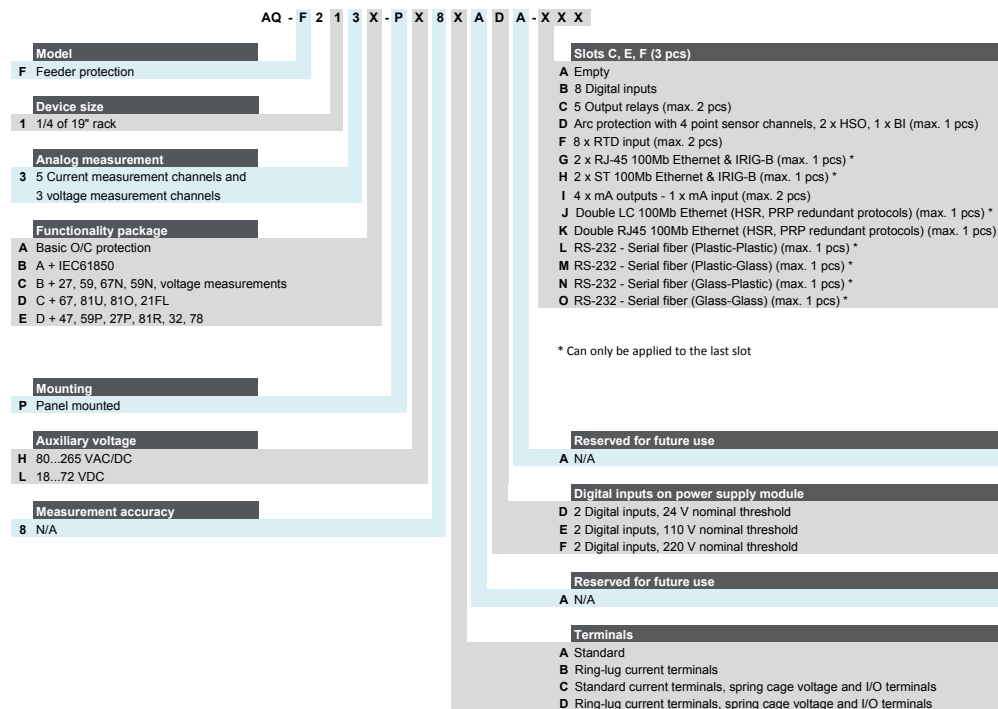 AQ - F 2 1 3 X - P X 8 X A D A - X X X
Model
F Feeder protection
Device size
1 1/4 of 19" rack
Analog measurement
3 5 Current measurement channels and
3 voltage measurement channels
Functionality package
A Basic O/C protection
B A + IEC61850
C B + 27, 59, 67N, 59N, voltage measurements
D C + 67, 81U, 81O, 21FL
E D + 47, 59P, 27P, 81R, 32, 78
Mounting
P Panel mounted
Auxiliary voltage
H 80...265 VAC/DC
L 18...72 VDC
Measurement accuracy
8 N/A
Slots C, E, F (3 pcs)
A Empty
B 8 Digital inputs
C 5 Output relays (max. 2 pcs)
D Arc protection with 4 point sensor channels, 2 x HSO, 1 x BI (max. 1 pcs)
F 8 x RTD input (max. 2 pcs)
G 2 x RJ-45 100Mb Ethernet & IRIG-B (max. 1 pcs) *
H 2 x ST 100Mb Ethernet & IRIG-B (max. 1 pcs) *
I 4 x mA outputs - 1 x mA input (max. 2 pcs)
J Double LC 100Mb Ethernet (HSR, PRP redundant protocols) (max. 1 pcs) *
K Double RJ45 100Mb Ethernet (HSR, PRP redundant protocols) (max. 1 pcs)
L RS-232 - Serial fiber (Plastic-Plastic) (max. 1 pcs) *
M RS-232 - Serial fiber (Plastic-Glass) (max. 1 pcs) *
N RS-232 - Serial fiber (Glass-Plastic) (max. 1 pcs) *
O RS-232 - Serial fiber (Glass-Glass) (max. 1 pcs) *
* Can only be applied to the last slot
Reserved for future use
A N/A
Digital inputs on power supply module
D 2 Digital inputs, 24 V nominal threshold
E 2 Digital inputs, 110 V nominal threshold
F 2 Digital inputs, 220 V nominal threshold
Reserved for future use
A N/A
Terminals
A Standard
B Ring-lug current terminals
C Standard current terminals, spring cage voltage and I/O terminals
D Ring-lug current terminals, spring cage voltage and I/O terminals